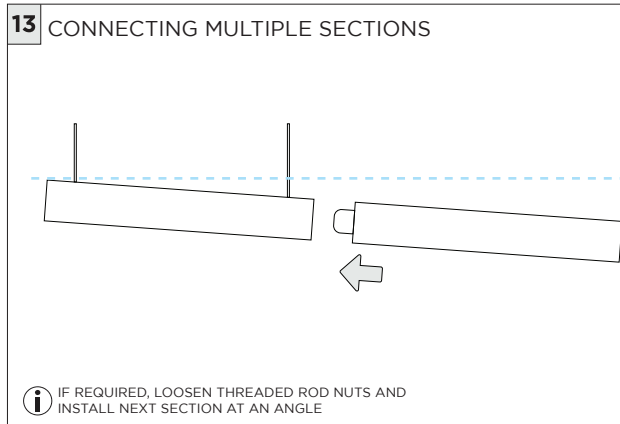 13 CONNECTING MULTIPLE SECTIONS
i IF REQUIRED, LOOSEN THREADED ROD NUTS AND
INSTALL NEXT SECTION AT AN ANGLE